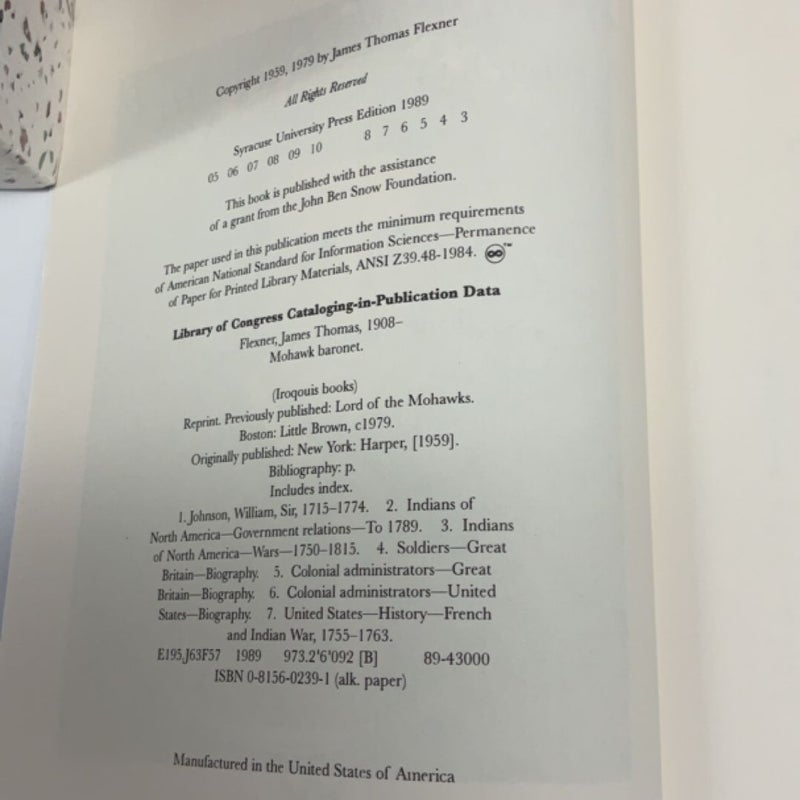 Copyright 1959, 1979 by James Thomas Flexner
All Rights Reserved
Syracuse University Press Edition 1989
05 06 07 08 09 10 8 7 6 5 4 3
This book is published with the assistance
of a grant from the John Ben Snow Foundation.
The paper used in this publication meets the minimum requirements
of American National Standard for Information Sciences—Permanence
of Paper for Printed Library Materials, ANSI Z39.48-1984. ∞™
Library of Congress Cataloging-in-Publication Data
Flexner, James Thomas, 1908–
Mohawk baronet.
(Iroqouis books)
Reprint. Previously published: Lord of the Mohawks.
Boston: Little Brown, c1979.
Originally published: New York: Harper, [1959].
Bibliography: p.
Includes index.
1. Johnson, William, Sir, 1715–1774. 2. Indians of
North America—Government relations—To 1789. 3. Indians
of North America—Wars—1750–1815. 4. Soldiers—Great
Britain—Biography. 5. Colonial administrators—Great
Britain—Biography. 6. Colonial administrators—United
States—Biography. 7. United States—History—French
and Indian War, 1755–1763.
E195.J63F57 1989 973.2'6'092 [B] 89-43000
ISBN 0-8156-0239-1 (alk. paper)
Manufactured in the United States of America